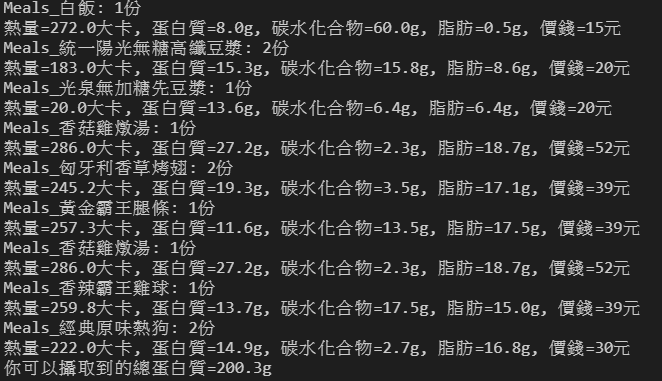 Meals_白飯: 1份
熱量=272.0大卡, 蛋白質=8.0g, 碳水化合物=60.0g, 脂肪=0.5g, 價錢=15元
Meals_統一陽光無糖高纖豆漿: 2份
熱量=183.0大卡, 蛋白質=15.3g, 碳水化合物=15.8g, 脂肪=8.6g, 價錢=20元
Meals_光泉無加糖先豆漿: 1份
熱量=20.0大卡, 蛋白質=13.6g, 碳水化合物=6.4g, 脂肪=6.4g, 價錢=20元
Meals_香菇雞燉湯: 1份
熱量=286.0大卡, 蛋白質=27.2g, 碳水化合物=2.3g, 脂肪=18.7g, 價錢=52元
Meals_匈牙利香草烤翅: 2份
熱量=245.2大卡, 蛋白質=19.3g, 碳水化合物=3.5g, 脂肪=17.1g, 價錢=39元
Meals_黃金霸王腿條: 1份
熱量=257.3大卡, 蛋白質=11.6g, 碳水化合物=13.5g, 脂肪=17.5g, 價錢=39元
Meals_香菇雞燉湯: 1份
熱量=286.0大卡, 蛋白質=27.2g, 碳水化合物=2.3g, 脂肪=18.7g, 價錢=52元
Meals_香辣霸王雞球: 1份
熱量=259.8大卡, 蛋白質=13.7g, 碳水化合物=17.5g, 脂肪=15.0g, 價錢=39元
Meals_經典原味熱狗: 2份
熱量=222.0大卡, 蛋白質=14.9g, 碳水化合物=2.7g, 脂肪=16.8g, 價錢=30元
你可以攝取到的總蛋白質=200.3g